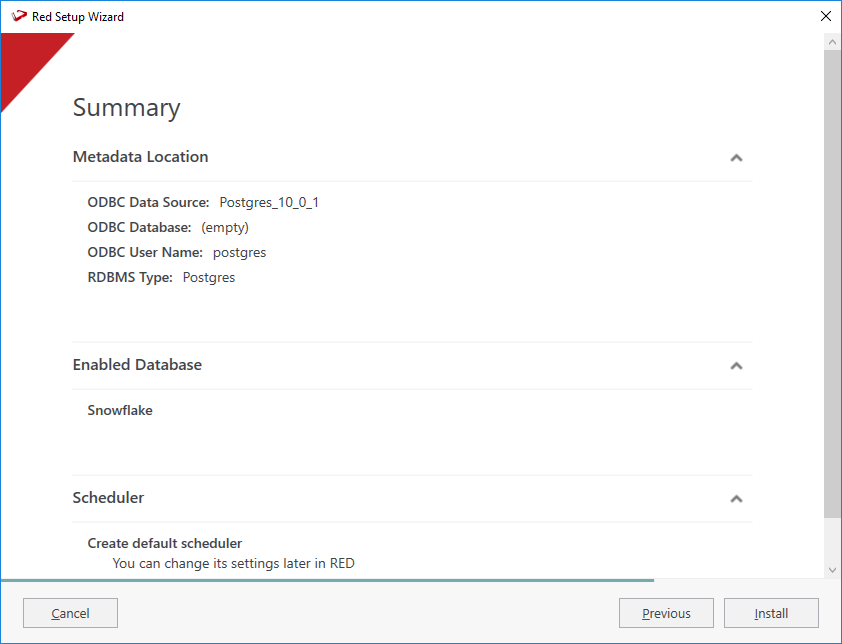 Red Setup Wizard
Summary
Metadata Location
ODBC Data Source: Postgres_10_0_1
ODBC Database: (empty)
ODBC User Name: postgres
RDBMS Type: Postgres
Enabled Database
Snowflake
Scheduler
Create default scheduler
You can change its settings later in RED
Cancel
Previous
Install